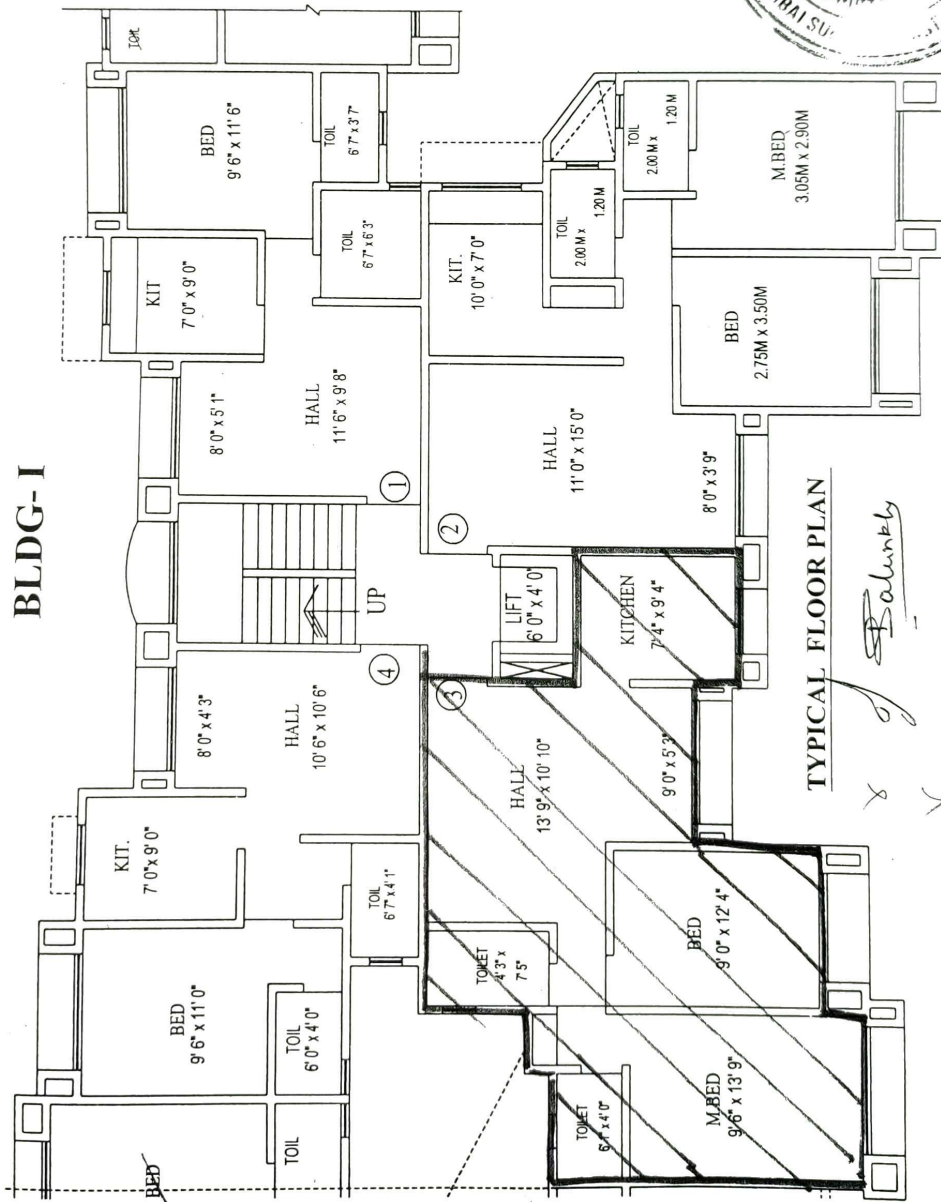 BLDG- I
TOIL
BED
9' 6" x 11' 6"
TOIL
6' 7" x 3' 7"
KIT
7' 0" x 9' 0"
TOIL
6' 7" x 6' 3"
8' 0" x 5' 1"
HALL
11' 6" x 9' 8"
1
UP
8' 0" x 4' 3"
HALL
10' 6" x 10' 6"
4
KIT.
7' 0" x 9' 0"
TOIL
6' 7" x 4' 1"
BED
9' 6" x 11' 0"
TOIL
6' 0" x 4' 0"
BED
TOIL
KIT.
10' 0" x 7' 0"
TOIL
2.00 M x
1.20 M
TOIL
2.00 M x
1.20 M
M.BED
3.05M x 2.90M
BED
2.75M x 3.50M
HALL
11' 0" x 15' 0"
8' 0" x 3' 9"
2
LIFT
6' 0" x 4' 0"
KITCHEN
7' 4" x 9' 4"
3
HALL
13' 9" x 10' 10"
9' 0" x 5' 3"
TOILET
4' 3" x
7' 5"
BED
9' 0" x 12' 4"
M.BED
9' 6" x 13' 9"
TOILET
x 4' 0"
TYPICAL FLOOR PLAN
BAI SU